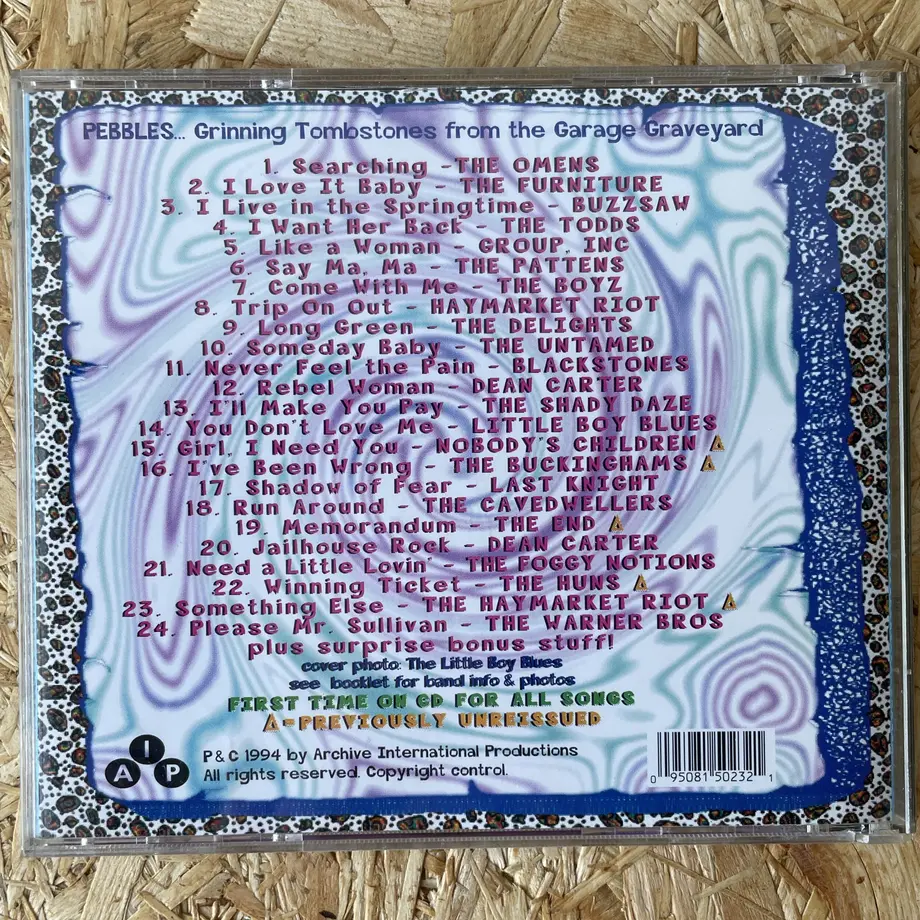 PEBBLES... Grinning Tombstones from the Garage Graveyard
1. Searching -THE OMENS
2. I Love It Baby - THE FURNITURE
3. I Live in the Springtime - BUZZSAW
4. I Want Her Back - THE TODDS
5. Like a Woman - GROUP, INC
6. Say Ma, Ma - THE PATTENS
7. Come With Me - THE BOYZ
8. Trip On Out - HAYMARKET RIOT
9. Long Green - THE DELIGHTS
10. Someday Baby - THE UNTAMED
11. Never Feel the Pain - BLACKSTONES
12. Rebel Woman - DEAN CARTER
13. I'll Make You Pay - THE SHADY DAZE
14. You Don't Love Me - LITTLE BOY BLUES
15. Girl, I Need You - NOBODY'S CHILDREN Δ
16. I've Been Wrong - THE BUCKINGHAMS Δ
17. Shadow of Fear - LAST KNIGHT
18. Run Around - THE CAVEDWELLERS
19. Memorandum - THE END Δ
20. Jailhouse Rock - DEAN CARTER
21. Need a Little Lovin' - THE FOGGY NOTIONS
22. Winning Ticket - THE HUNS Δ
23. Something Else - THE HAYMARKET RIOT Δ
24. Please Mr. Sullivan - THE WARNER BROS
plus surprise bonus stuff!
cover photo: The Little Boy Blues
see booklet for band info & photos
FIRST TIME ON CD FOR ALL SONGS
Δ=PREVIOUSLY UNREISSUED
A I P
P & C 1994 by Archive International Productions
All rights reserved. Copyright control.
0 95081 50232 1